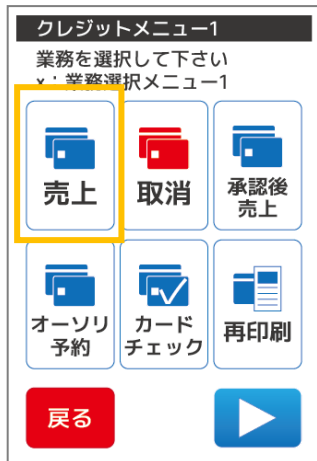 クレジットメニュー1
業務を選択して下さい
×：業務選択メニュー1
売上
取消
承認後
売上
オーソリ
予約
カード
チェック
再印刷
戻る